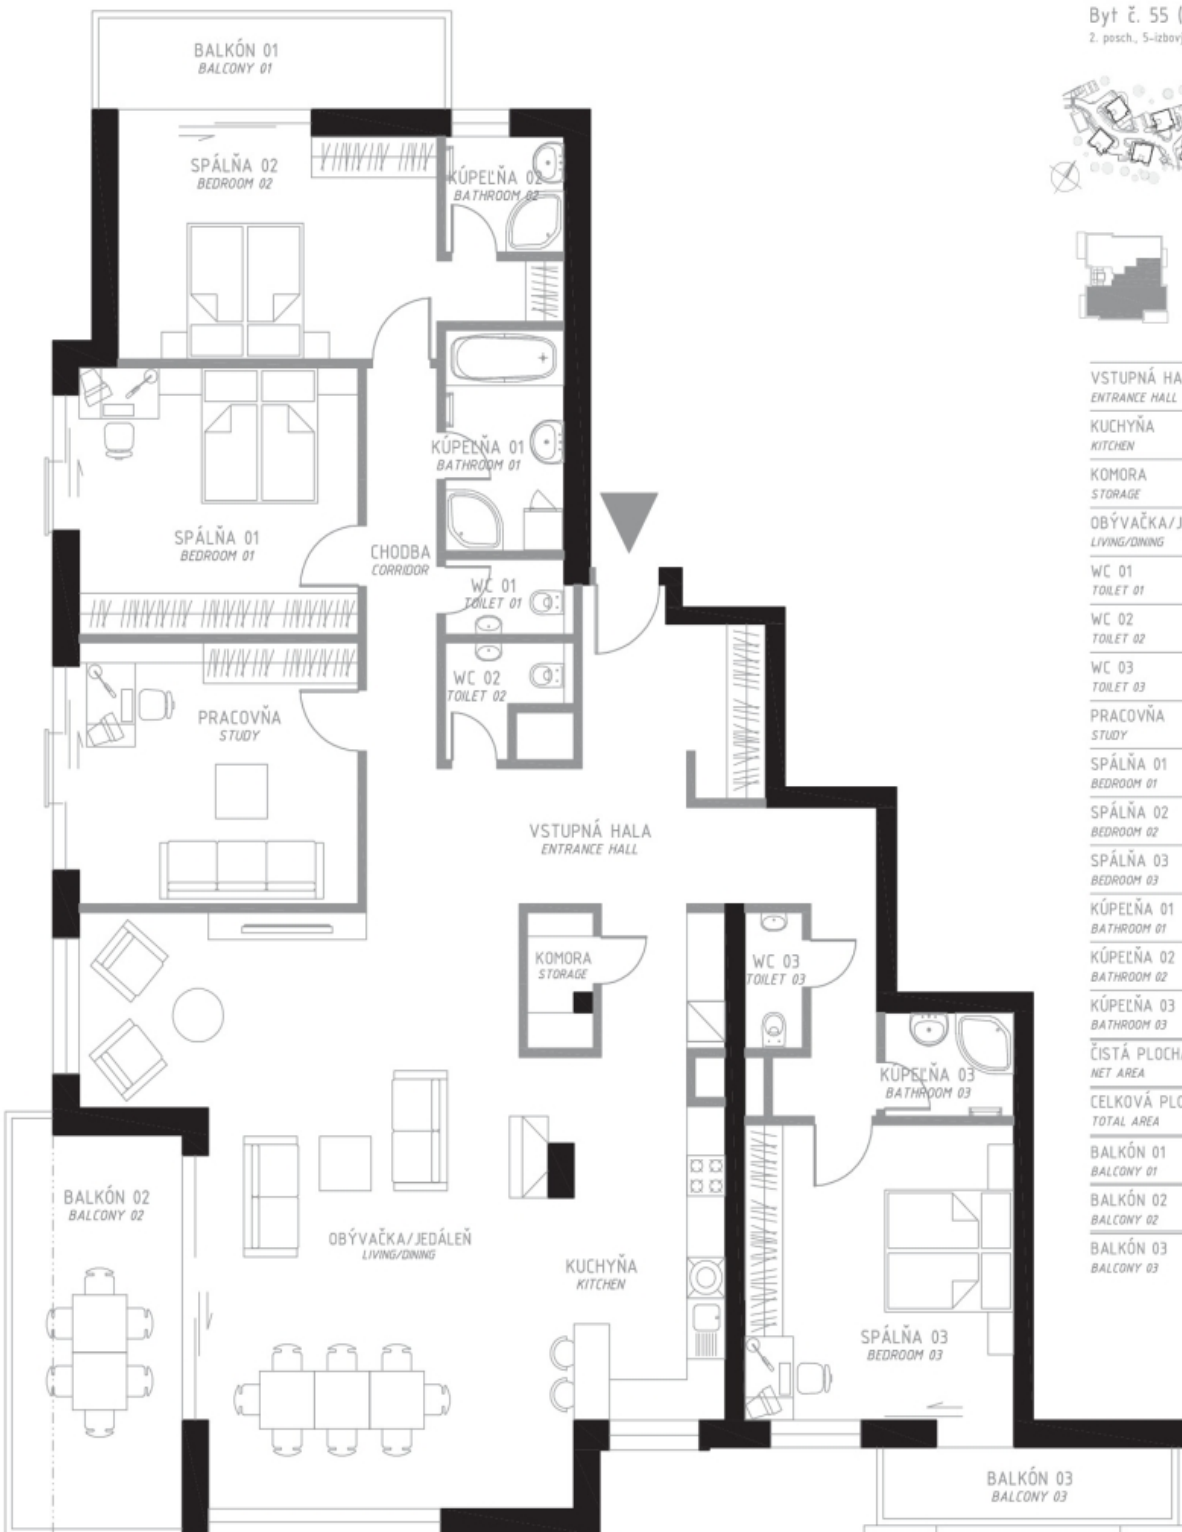 Byt č. 55 (
2. posch., 5-izbový
BALKÓN 01
BALCONY 01
SPÁLŇA 02
BEDROOM 02
KÚPEĽŇA 02
BATHROOM 02
KÚPEĽŇA 01
BATHROOM 01
SPÁLŇA 01
BEDROOM 01
CHODBA
CORRIDOR
WC 01
TOILET 01
WC 02
TOILET 02
PRACOVŇA
STUDY
VSTUPNÁ HALA
ENTRANCE HALL
KOMORA
STORAGE
WC 03
TOILET 03
KÚPEĽŇA 03
BATHROOM 03
BALKÓN 02
BALCONY 02
OBÝVAČKA/JEDÁLEŇ
LIVING/DINING
KUCHYŇA
KITCHEN
SPÁLŇA 03
BEDROOM 03
BALKÓN 03
BALCONY 03
VSTUPNÁ HA
ENTRANCE HALL
KUCHYŇA
KITCHEN
KOMORA
STORAGE
OBÝVAČKA/J
LIVING/DINING
WC 01
TOILET 01
WC 02
TOILET 02
WC 03
TOILET 03
PRACOVŇA
STUDY
SPÁLŇA 01
BEDROOM 01
SPÁLŇA 02
BEDROOM 02
SPÁLŇA 03
BEDROOM 03
KÚPEĽŇA 01
BATHROOM 01
KÚPEĽŇA 02
BATHROOM 02
KÚPEĽŇA 03
BATHROOM 03
ČISTÁ PLOCHA
NET AREA
CELKOVÁ PLO
TOTAL AREA
BALKÓN 01
BALCONY 01
BALKÓN 02
BALCONY 02
BALKÓN 03
BALCONY 03